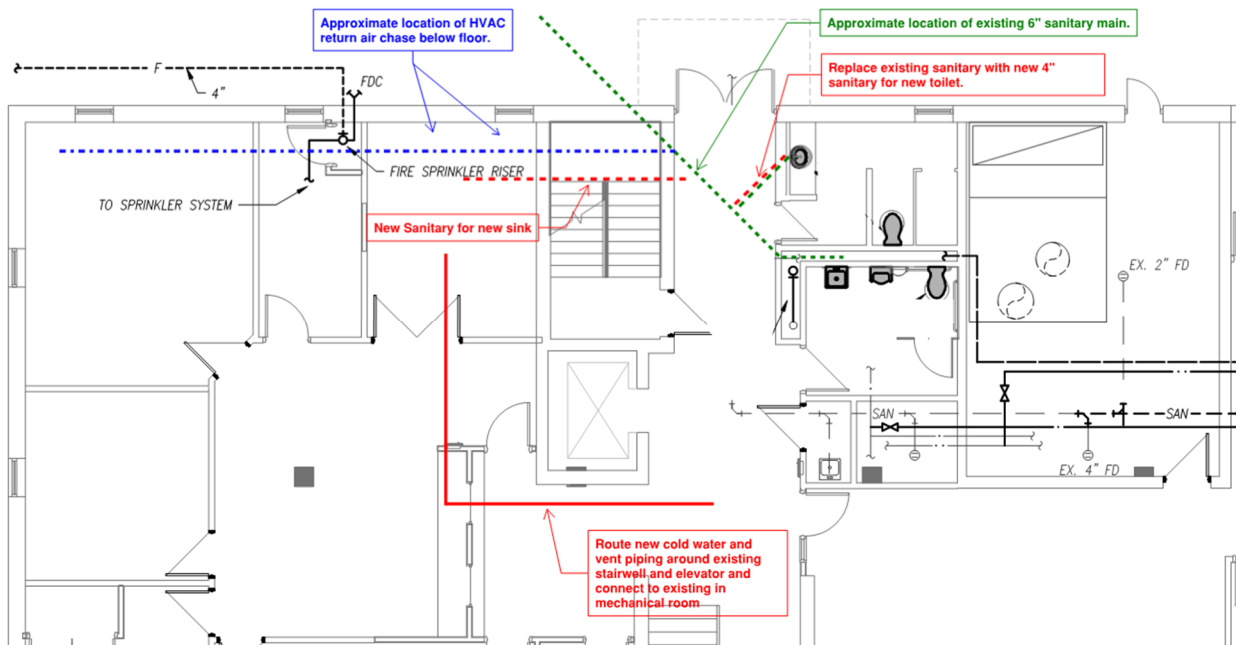 Approximate location of HVAC
return air chase below floor.
Approximate location of existing 6" sanitary main.
Replace existing sanitary with new 4"
sanitary for new toilet.
F
4"
FDC
FIRE SPRINKLER RISER
TO SPRINKLER SYSTEM
New Sanitary for new sink
EX. 2" FD
SAN
SAN
EX. 4" FD
Route new cold water and
vent piping around existing
stairwell and elevator and
connect to existing in
mechanical room